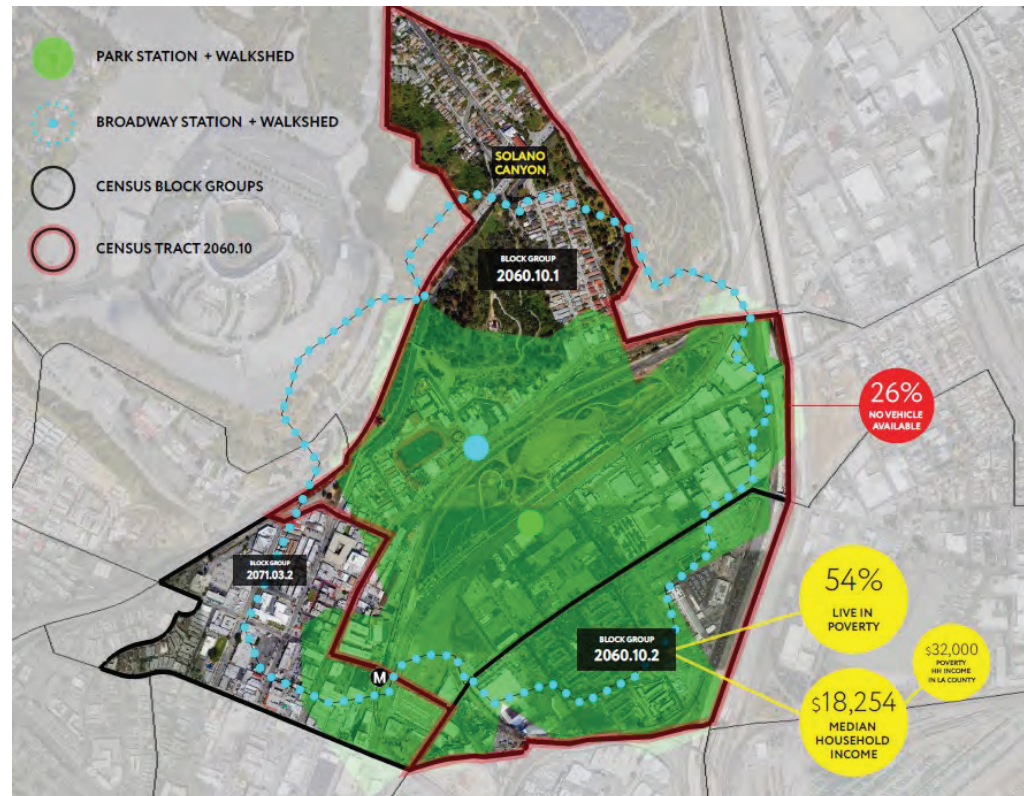 PARK STATION + WALKSHED
BROADWAY STATION + WALKSHED
CENSUS BLOCK GROUPS
CENSUS TRACT 2060.10
SOLANO
CANYON
BLOCK GROUP
2060.10.1
26%
NO VEHICLE
AVAILABLE
BLOCK GROUP
2071.03.2
54%
LIVE IN
POVERTY
BLOCK GROUP
2060.10.2
$32,000
POVERTY
HH INCOME
IN LA COUNTY
M
$18,254
MEDIAN
HOUSEHOLD
INCOME